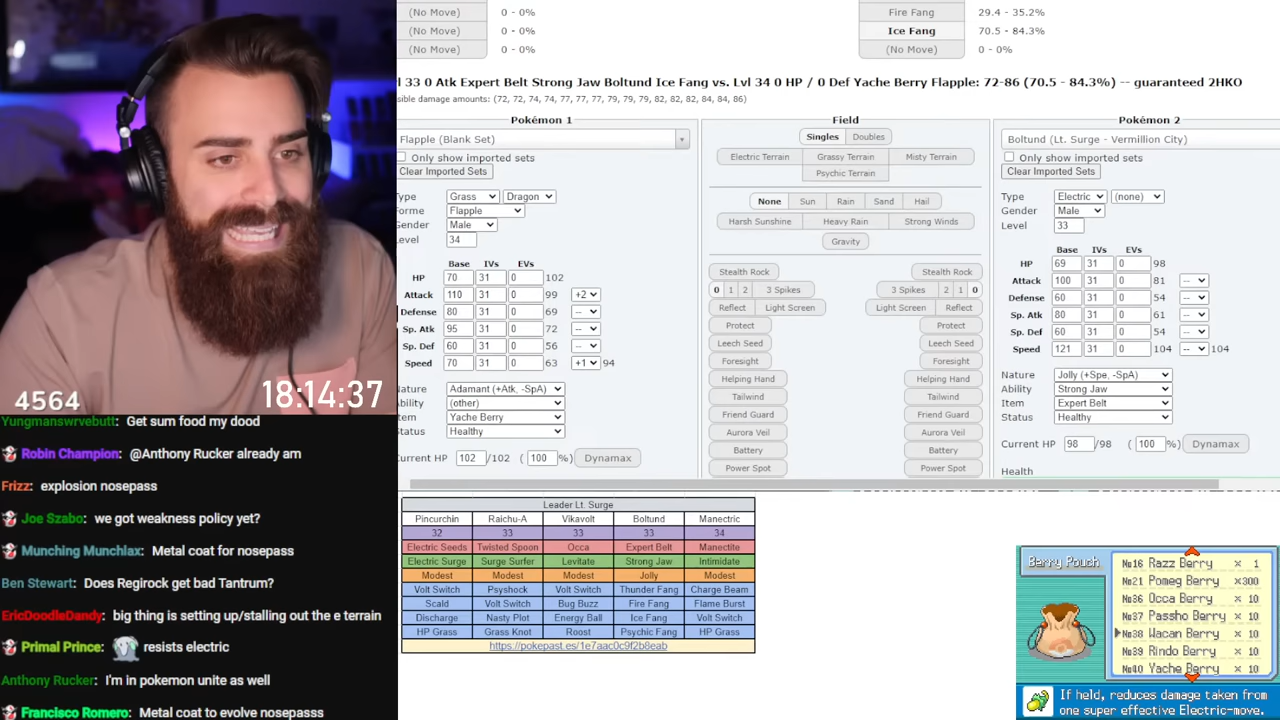 (No Move) 0 - 0%
(No Move) 0 - 0%
(No Move) 0 - 0%
Fire Fang 29.4 - 35.2%
Ice Fang 70.5 - 84.3%
(No Move) 0 - 0%
l 33 0 Atk Expert Belt Strong Jaw Boltund Ice Fang vs. Lvl 34 0 HP / 0 Def Yache Berry Flapple: 72-86 (70.5 - 84.3%) -- guaranteed 2HKO
sible damage amounts: (72, 72, 74, 74, 77, 77, 77, 79, 79, 79, 82, 82, 82, 84, 84, 86)
Pokémon 1
Flapple (Blank Set)
Only show imported sets
Clear Imported Sets
Type Grass Dragon
Forme Flapple
Gender Male
Level 34
Base IVs EVs
HP 70 31 0 102
Attack 110 31 0 99 +2
Defense 80 31 0 69 --
Sp. Atk 95 31 0 72 --
Sp. Def 60 31 0 56 --
Speed 70 31 0 63 +1 94
Nature Adamant (+Atk, -SpA)
Ability (other)
Item Yache Berry
Status Healthy
Current HP 102 /102 ( 100 %) Dynamax
Field
Singles Doubles
Electric Terrain Grassy Terrain Misty Terrain
Psychic Terrain
None Sun Rain Sand Hail
Harsh Sunshine Heavy Rain Strong Winds
Gravity
Stealth Rock Stealth Rock
0 1 2 3 Spikes 3 Spikes 2 1 0
Reflect Light Screen Light Screen Reflect
Protect Protect
Leech Seed Leech Seed
Foresight Foresight
Helping Hand Helping Hand
Tailwind Tailwind
Friend Guard Friend Guard
Aurora Veil Aurora Veil
Battery Battery
Power Spot Power Spot
Pokémon 2
Boltund (Lt. Surge - Vermillion City)
Only show imported sets
Clear Imported Sets
Type Electric (none)
Gender Male
Level 33
Base IVs EVs
HP 69 31 0 98
Attack 100 31 0 81 --
Defense 60 31 0 54 --
Sp. Atk 80 31 0 61 --
Sp. Def 60 31 0 54 --
Speed 121 31 0 104 -- 104
Nature Jolly (+Spe, -SpA)
Ability Strong Jaw
Item Expert Belt
Status Healthy
Current HP 98 /98 ( 100 %) Dynamax
Health
4564
18:14:37
Yungmanswrvebutt: Get sum food my dood
Robin Champion: @Anthony Rucker already am
Frizz: explosion nosepass
Joe Szabo: we got weakness policy yet?
Munching Munchlax: Metal coat for nosepass
Ben Stewart: Does Regirock get bad Tantrum?
EricDoodleDandy: big thing is setting up/stalling out the e terrain
Primal Prince: resists electric
Anthony Rucker: I'm in pokemon unite as well
Francisco Romero: Metal coat to evolve nosepasss
Leader Lt. Surge
Pincurchin Raichu-A Vikavolt Boltund Manectric
32 33 33 33 34
Electric Seeds Twisted Spoon Occa Expert Belt Manectite
Electric Surge Surge Surfer Levitate Strong Jaw Intimidate
Modest Modest Modest Jolly Modest
Volt Switch Psyshock Volt Switch Thunder Fang Charge Beam
Scald Volt Switch Bug Buzz Fire Fang Flame Burst
Discharge Nasty Plot Energy Ball Ice Fang Volt Switch
HP Grass Grass Knot Roost Psychic Fang HP Grass
https://pokepast.es/1e7aac0c9f2b8eab
Berry Pouch
No16 Razz Berry × 1
No21 Pomeg Berry ×300
No36 Occa Berry × 10
No37 Passho Berry × 10
No38 Wacan Berry × 10
No39 Rindo Berry × 10
No40 Yache Berry × 10
If held, reduces damage taken from
one super effective Electric-move.